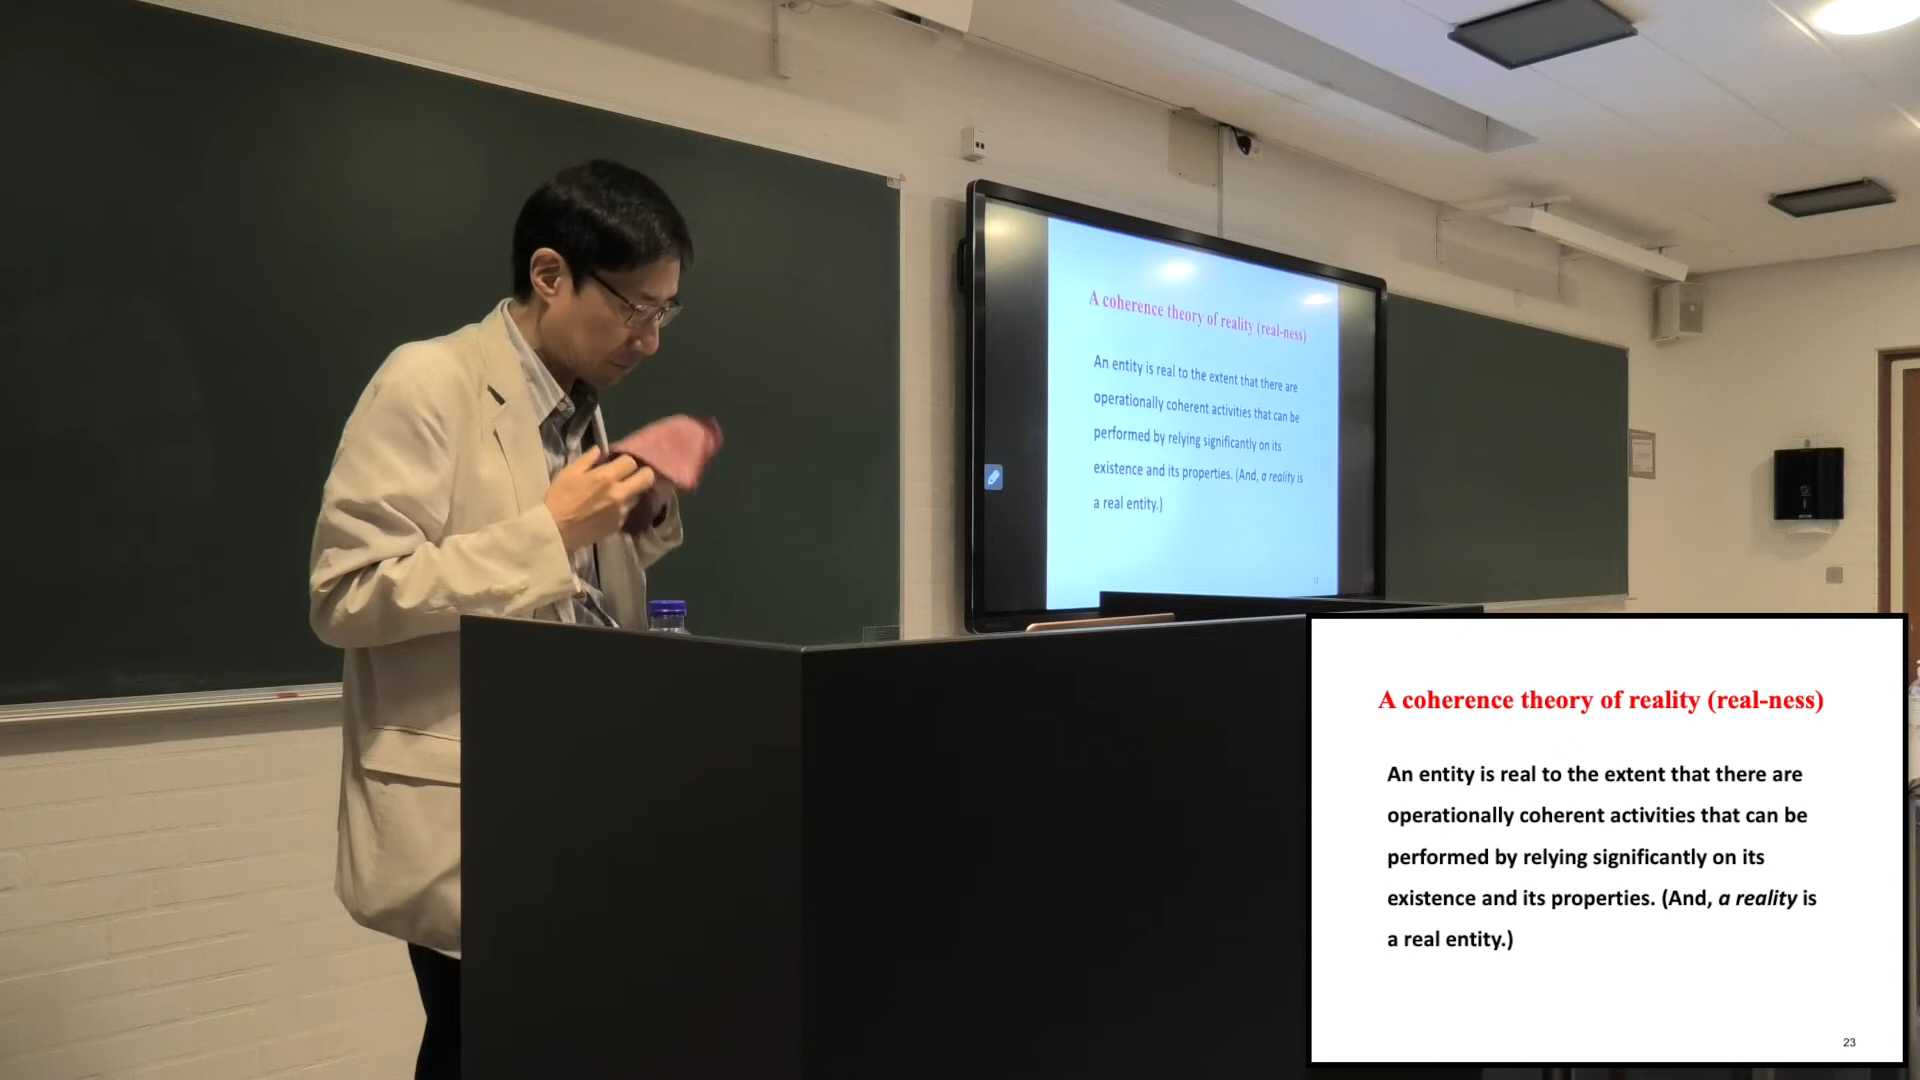 A coherence theory of reality (real-ness)
An entity is real to the extent that there are
operationally coherent activities that can be
performed by relying significantly on its
existence and its properties. (And, a reality is
a real entity.)
A coherence theory of reality (real-ness)
An entity is real to the extent that there are
operationally coherent activities that can be
performed by relying significantly on its
existence and its properties. (And, a reality is
a real entity.)
23